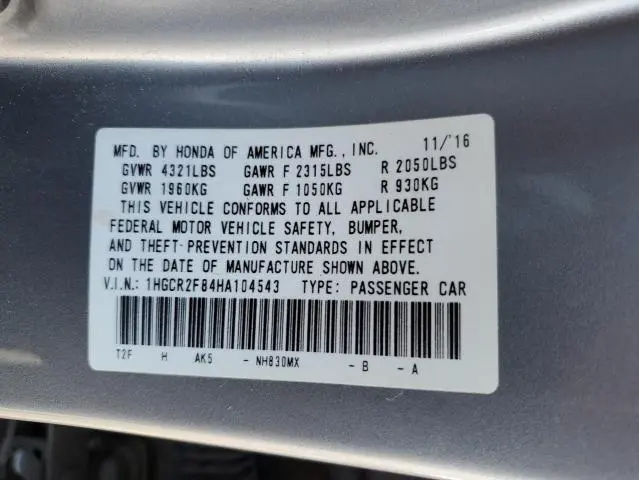 MFD. BY HONDA OF AMERICA MFG., INC. 11/'16
GVWR 4321LBS GAWR F 2315LBS R 2050LBS
GVWR 1960KG GAWR F 1050KG R 930KG
THIS VEHICLE CONFORMS TO ALL APPLICABLE
FEDERAL MOTOR VEHICLE SAFETY, BUMPER,
AND THEFT-PREVENTION STANDARDS IN EFFECT
ON THE DATE OF MANUFACTURE SHOWN ABOVE.
V.I.N.: 1HGCR2F84HA104543 TYPE: PASSENGER CAR
T2F H AK5 - NH830MX - B - A